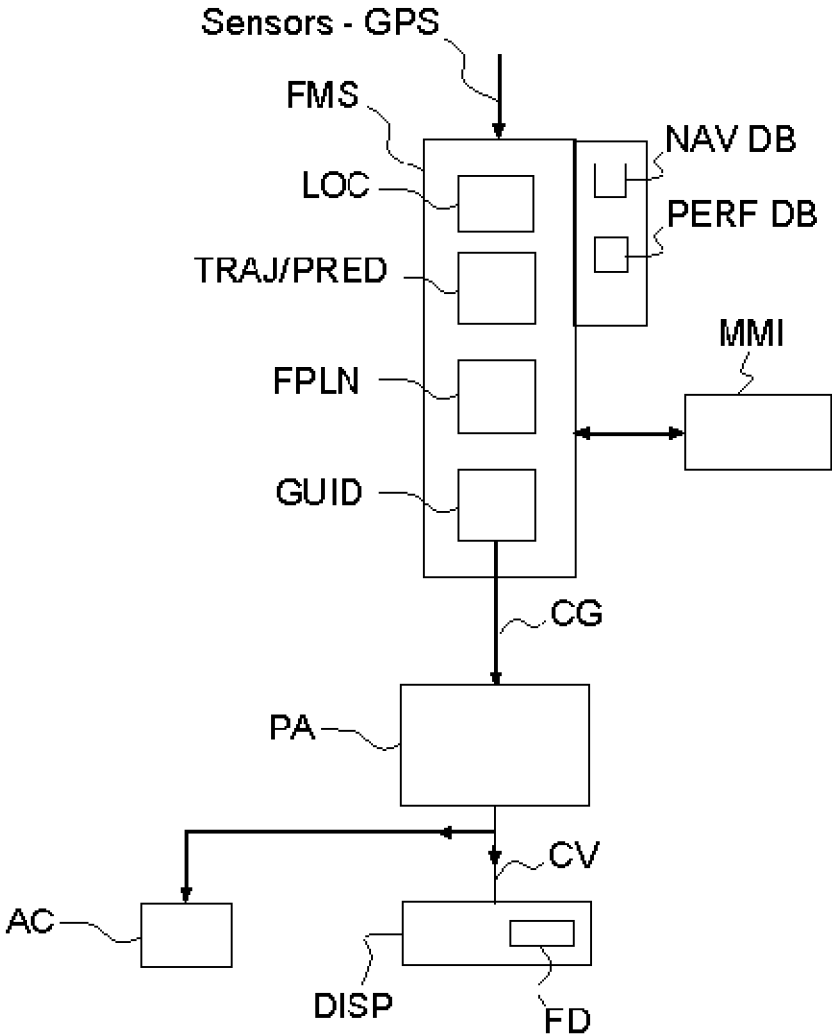 Sensors - GPS
FMS
NAV DB
LOC
PERF DB
TRAJ/PRED
MMI
FPLN
GUID
CG
PA
CV
AC
DISP
FD